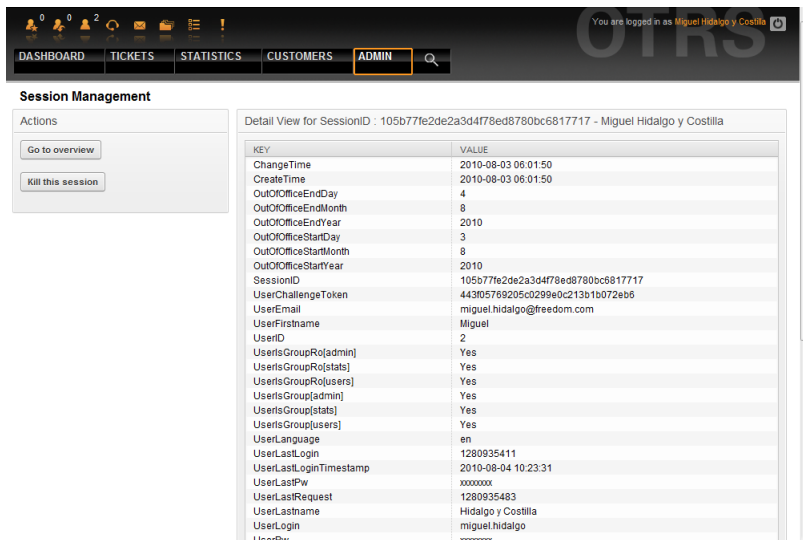 0 0 2
You are logged in as Miguel Hidalgo y Costilla
OTRS
DASHBOARD TICKETS STATISTICS CUSTOMERS ADMIN
Session Management
Actions
Go to overview
Kill this session
Detail View for SessionID : 105b77fe2de2a3d4f78ed8780bc6817717 - Miguel Hidalgo y Costilla
KEY VALUE
ChangeTime 2010-08-03 06:01:50
CreateTime 2010-08-03 06:01:50
OutOfOfficeEndDay 4
OutOfOfficeEndMonth 8
OutOfOfficeEndYear 2010
OutOfOfficeStartDay 3
OutOfOfficeStartMonth 8
OutOfOfficeStartYear 2010
SessionID 105b77fe2de2a3d4f78ed8780bc6817717
UserChallengeToken 443f05769205c0299e0c213b1b072eb6
UserEmail miguel.hidalgo@freedom.com
UserFirstname Miguel
UserID 2
UserIsGroupRo[admin] Yes
UserIsGroupRo[stats] Yes
UserIsGroupRo[users] Yes
UserIsGroup[admin] Yes
UserIsGroup[stats] Yes
UserIsGroup[users] Yes
UserLanguage en
UserLastLogin 1280935411
UserLastLoginTimestamp 2010-08-04 10:23:31
UserLastPw xxxxxxxx
UserLastRequest 1280935483
UserLastname Hidalgo y Costilla
UserLogin miguel.hidalgo
UserPw xxxxxxxx